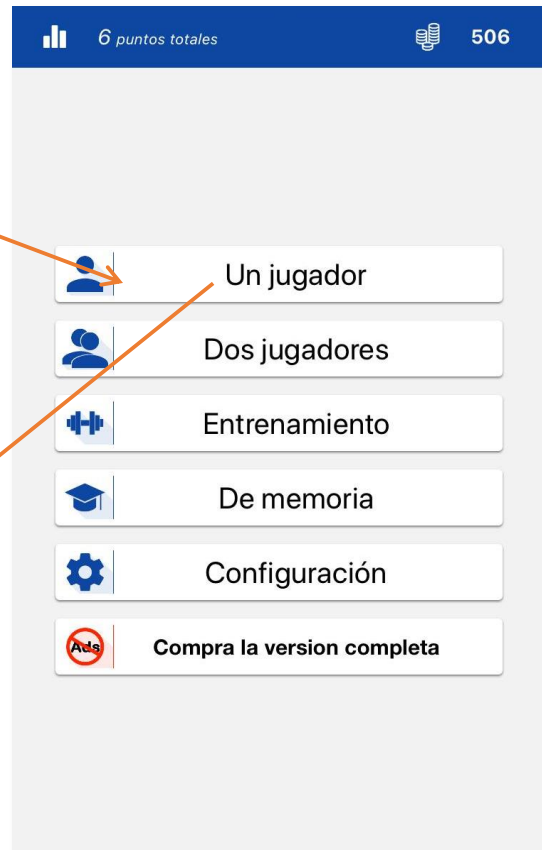 6 puntos totales 506
Un jugador
Dos jugadores
Entrenamiento
De memoria
Configuración
Ads Compra la version completa